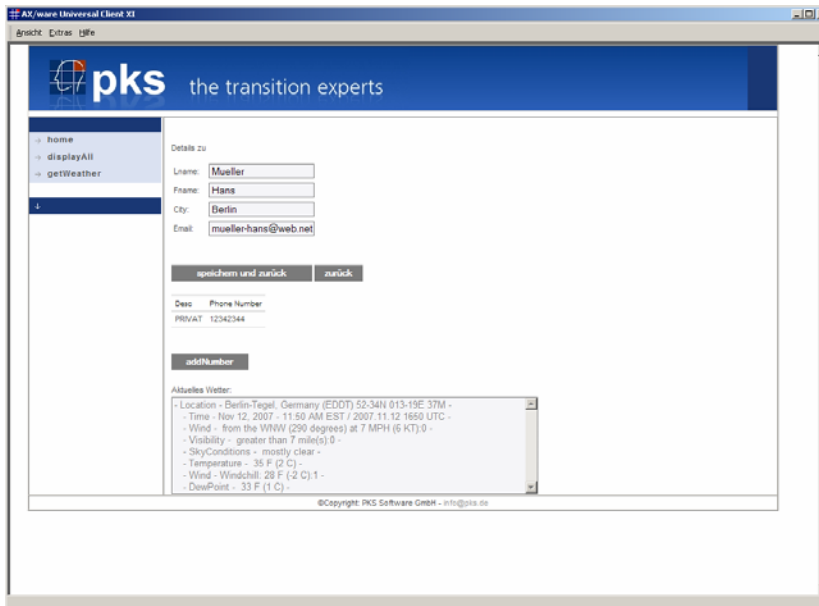 AX/ware Universal Client XI
Ansicht Extras Hilfe
pks the transition experts
home
displayAll
getWeather
Details zu
Lname: Mueller
Fname: Hans
City: Berlin
Email: mueller-hans@web.net
speichern und zurück zurück
Desc Phone Number
PRIVAT 12342344
addNumber
Aktuelles Wetter:
- Location - Berlin-Tegel, Germany (EDDT) 52-34N 013-19E 37M -
- Time - Nov 12, 2007 - 11:50 AM EST / 2007.11.12 1650 UTC -
- Wind - from the WNW (290 degrees) at 7 MPH (6 KT):0 -
- Visibility - greater than 7 mile(s):0 -
- SkyConditions - mostly clear -
- Temperature - 35 F (2 C) -
- Wind - Windchill: 28 F (-2 C):1 -
- DewPoint - 33 F (1 C) -
©Copyright: PKS Software GmbH - info@pks.de